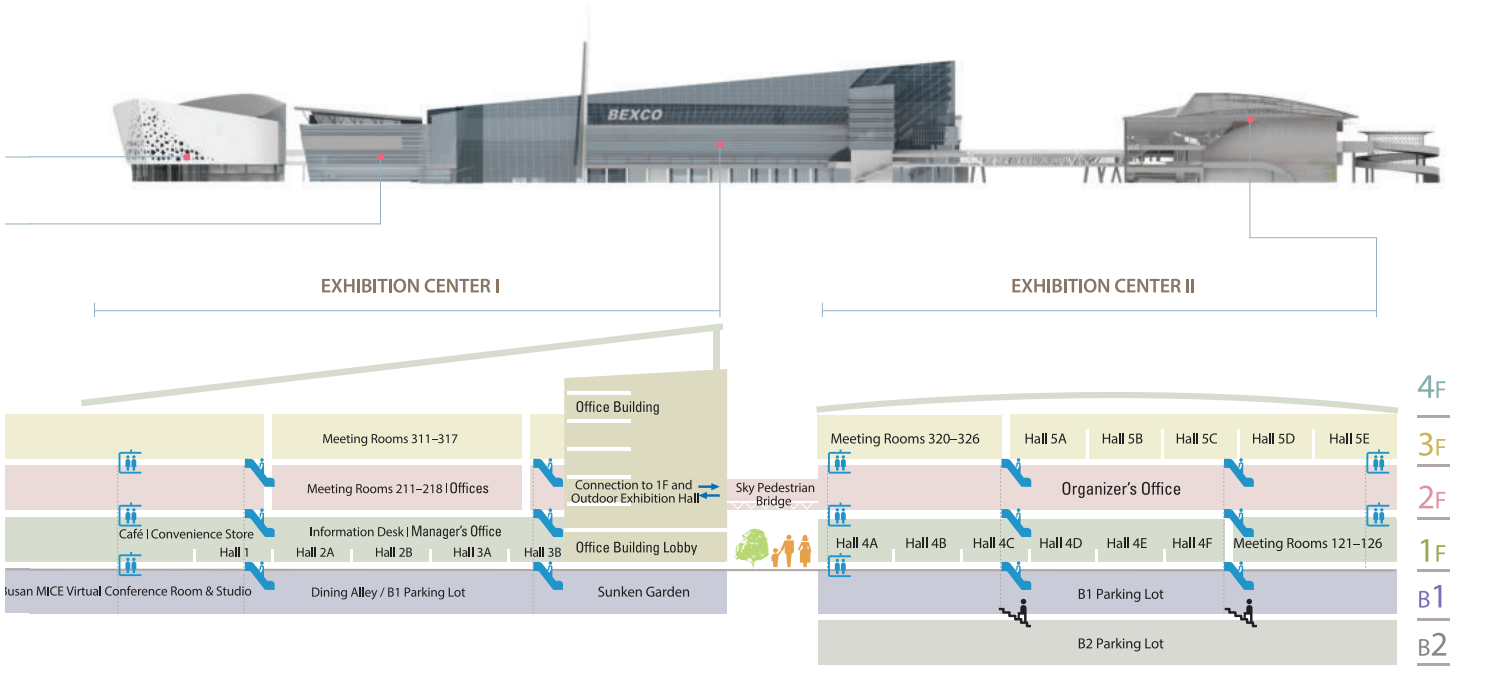 BEXCO
EXHIBITION CENTER I
EXHIBITION CENTER II
4F
Office Building
Meeting Rooms 311–317
Meeting Rooms 320–326
Hall 5A
Hall 5B
Hall 5C
Hall 5D
Hall 5E
3F
Meeting Rooms 211–218 | Offices
Connection to 1F and
Outdoor Exhibition Hall
Sky Pedestrian
Bridge
Organizer's Office
2F
Café | Convenience Store
Information Desk | Manager's Office
Hall 1
Hall 2A
Hall 2B
Hall 3A
Hall 3B
Office Building Lobby
Hall 4A
Hall 4B
Hall 4C
Hall 4D
Hall 4E
Hall 4F
Meeting Rooms 121–126
1F
Busan MICE Virtual Conference Room & Studio
Dining Alley / B1 Parking Lot
Sunken Garden
B1 Parking Lot
B1
B2 Parking Lot
B2